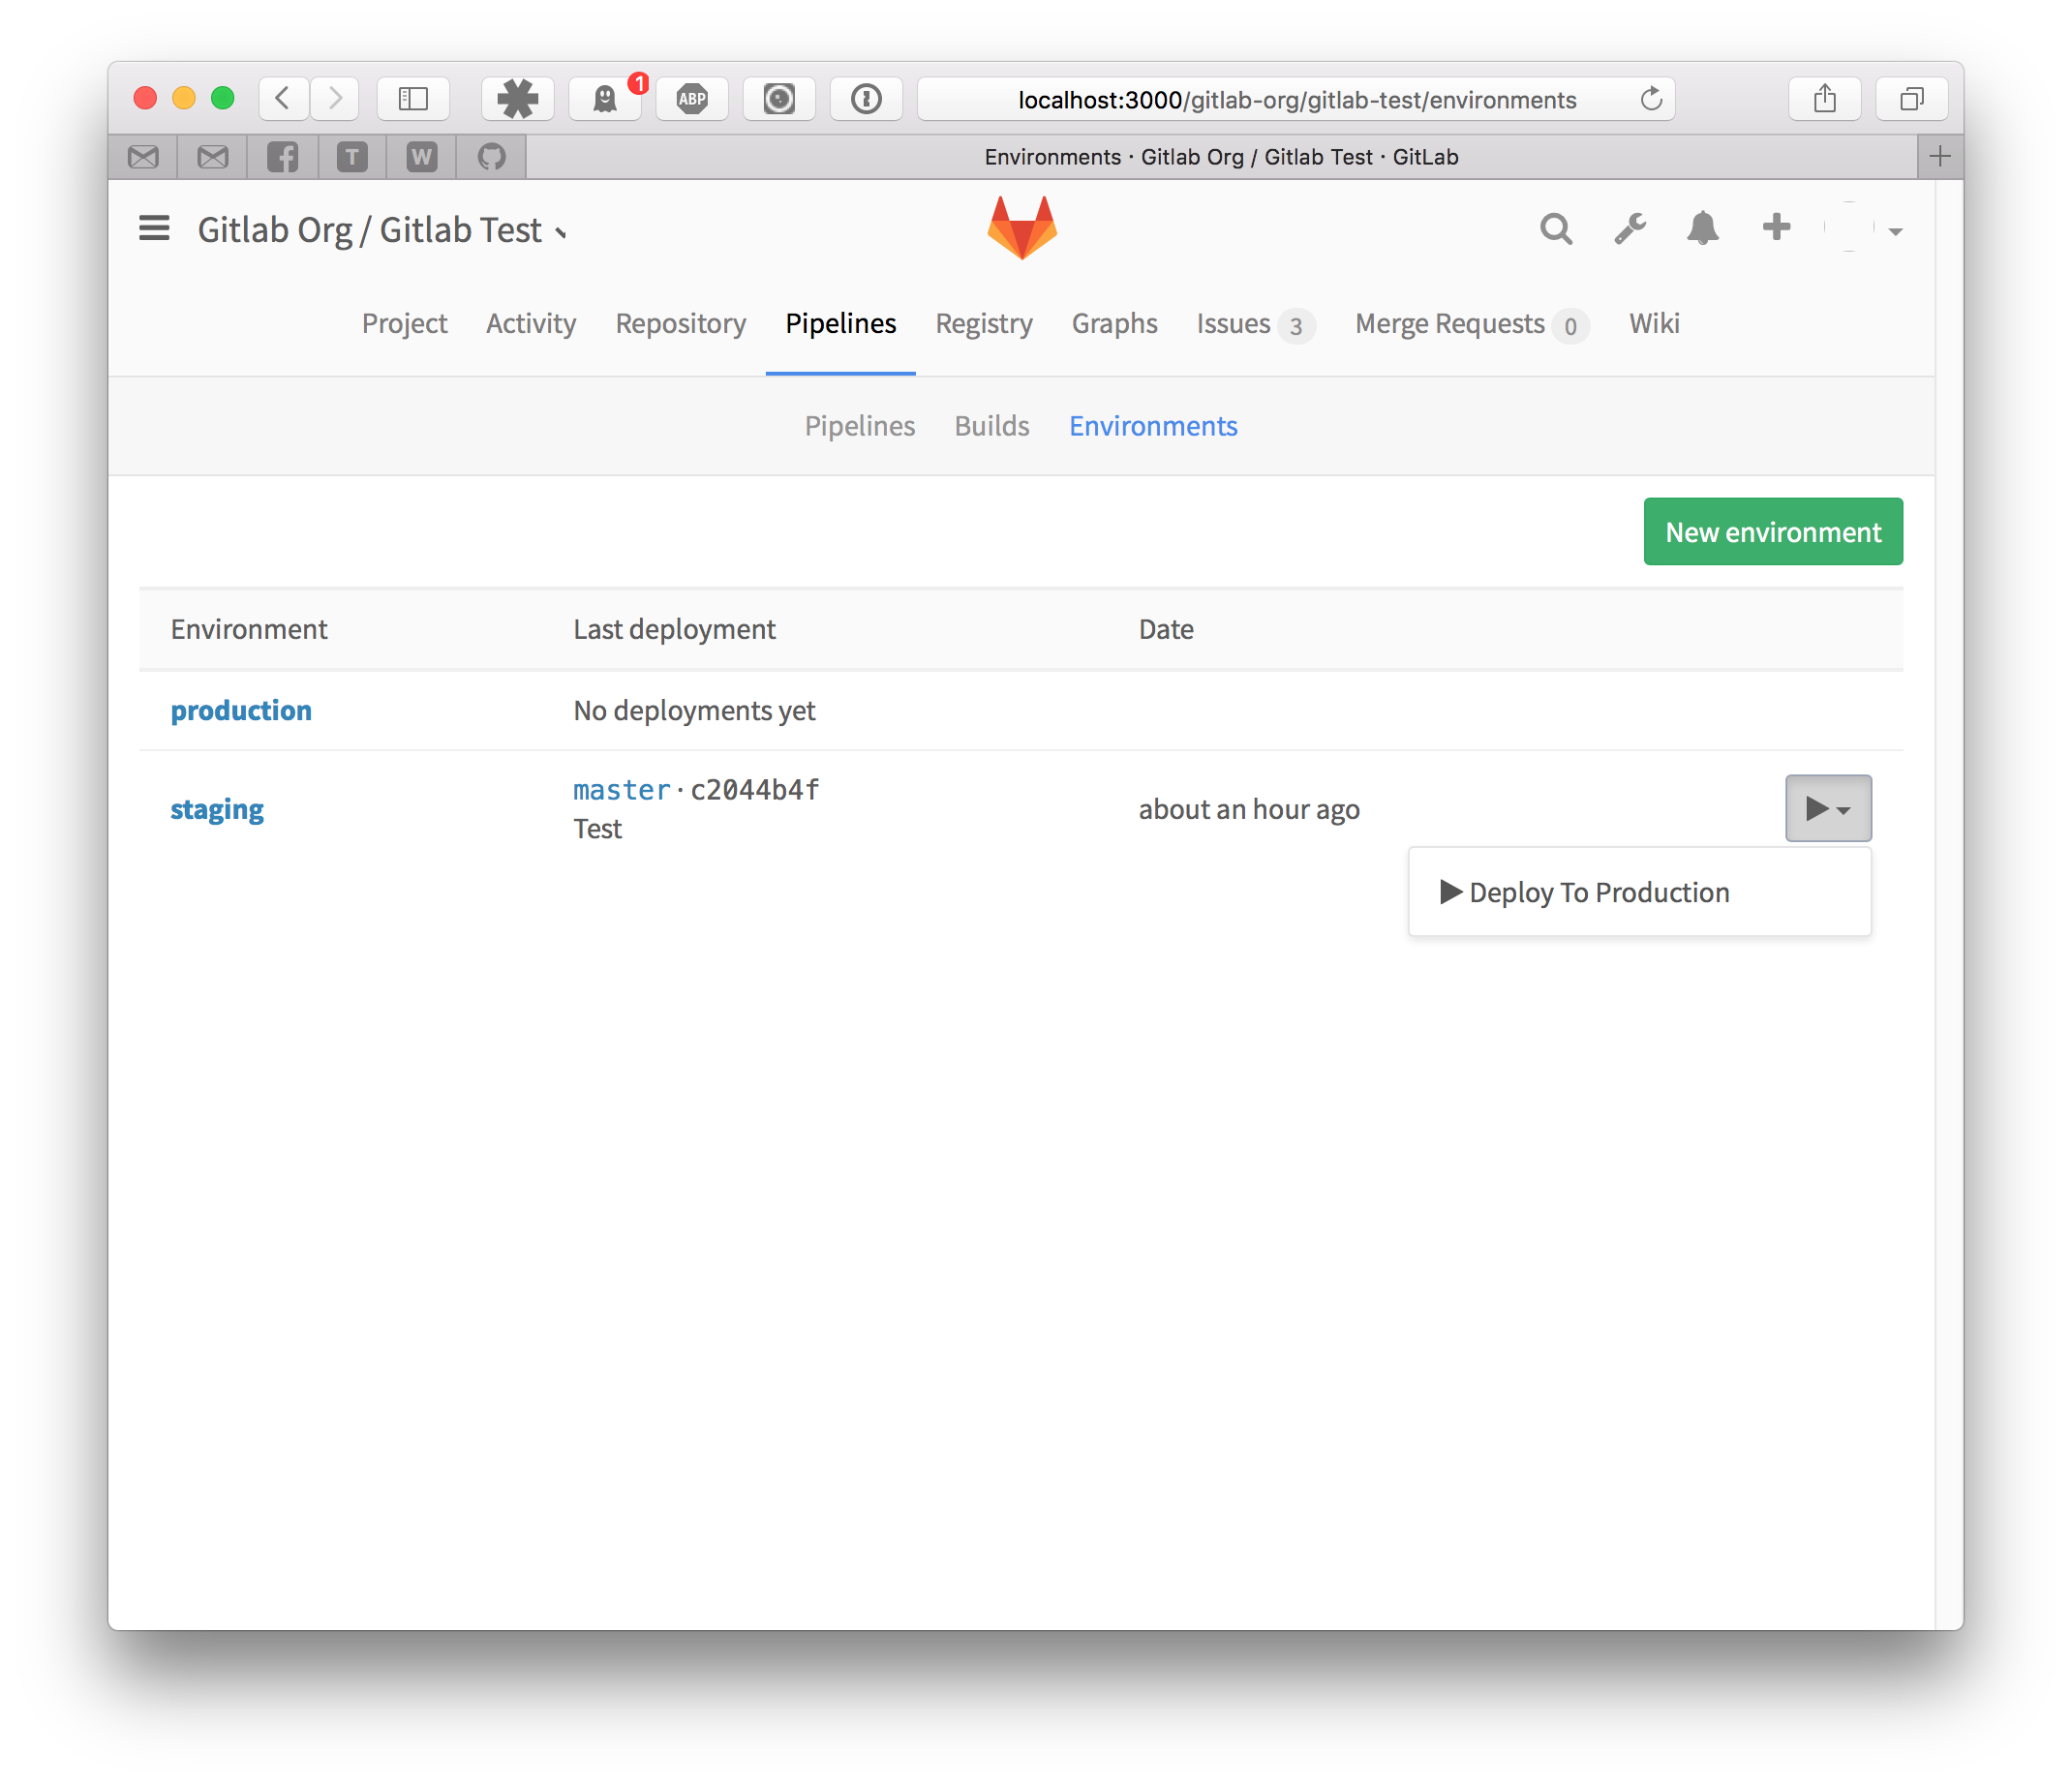 1
ABP
localhost:3000/gitlab-org/gitlab-test/environments
T
W
Environments · Gitlab Org / Gitlab Test · GitLab
Gitlab Org / Gitlab Test
Project Activity Repository Pipelines Registry Graphs Issues 3 Merge Requests 0 Wiki
Pipelines Builds Environments
New environment
Environment Last deployment Date
production No deployments yet
master · c2044b4f
staging about an hour ago
Test
Deploy To Production